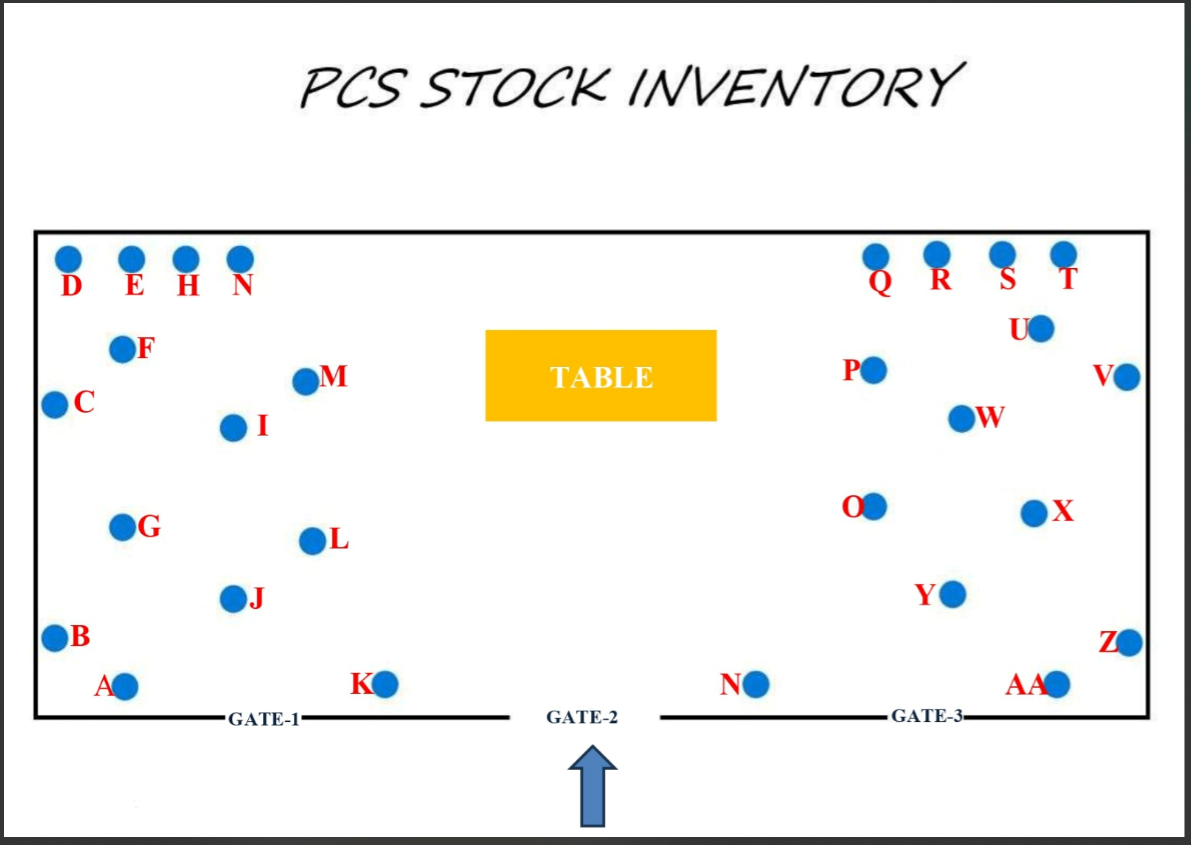 PCS STOCK INVENTORY
D E H N
Q R S T
F
U
M
TABLE
P
V
C
I
W
G
L
O
X
J
Y
B
Z
A
K
N
AA
GATE-1
GATE-2
GATE-3